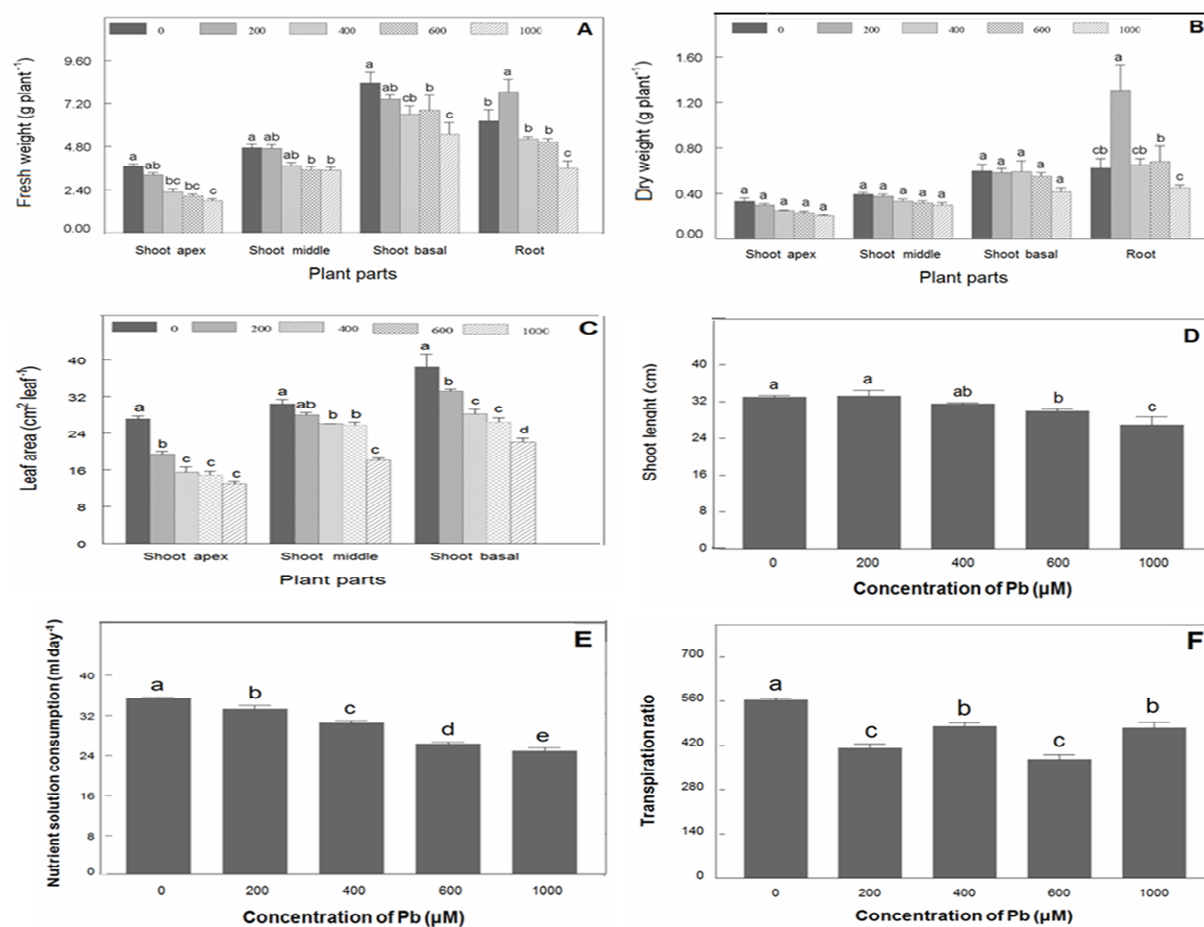 0 200 400 600 1000 A
Fresh weight (g plant⁻¹)
9.60
7.20
4.80
2.40
0.00
a ab bc bc c
a ab ab b b
a ab cb b c
b a b b c
Shoot apex Shoot middle Shoot basal Root
Plant parts
0 200 400 600 1000 B
Dry weight (g plant⁻¹)
1.60
1.20
0.80
0.40
0.00
a a a a a
a a a a a
a a a a a
cb a cb b c
Shoot apex Shoot middle Shoot basal Root
Plant parts
0 200 400 600 1000 C
Leaf area (cm² leaf⁻¹)
40
32
24
16
8
0
a b c c c
a ab b b c
a b c c d
Shoot apex Shoot middle Shoot basal
Plant parts
D
Shoot lenght (cm)
40
32
24
16
8
0
a a ab b c
0 200 400 600 1000
Concentration of Pb (µM)
E
Nutrient solution consumption (ml day⁻¹)
40
32
24
16
8
0
a b c d e
0 200 400 600 1000
Concentration of Pb (µM)
F
Transpiration ratio
700
560
420
280
140
0
a c b c b
0 200 400 600 1000
Concentration of Pb (µM)